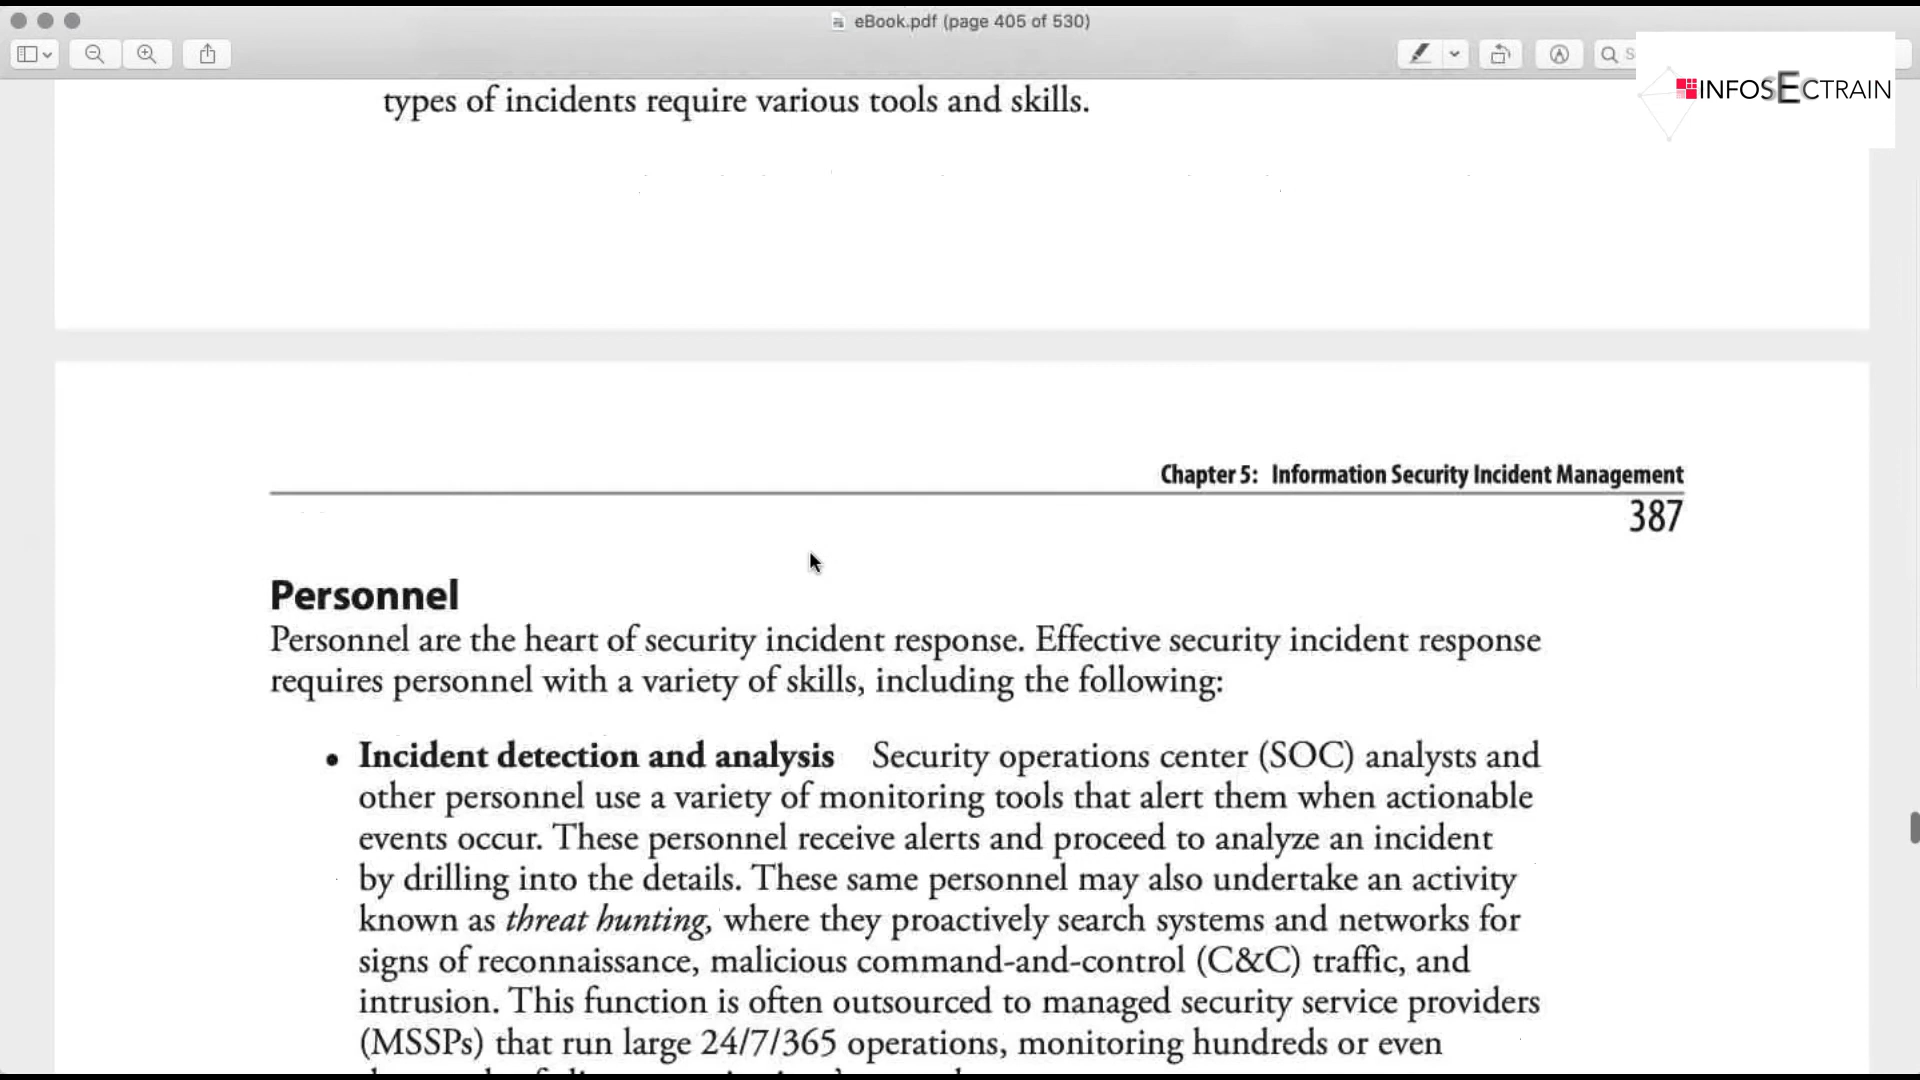 eBook.pdf (page 405 of 530)
S
INFOSECTRAIN
types of incidents require various tools and skills.
Chapter 5: Information Security Incident Management
387
Personnel
Personnel are the heart of security incident response. Effective security incident response
requires personnel with a variety of skills, including the following:
• Incident detection and analysis Security operations center (SOC) analysts and
other personnel use a variety of monitoring tools that alert them when actionable
events occur. These personnel receive alerts and proceed to analyze an incident
by drilling into the details. These same personnel may also undertake an activity
known as threat hunting, where they proactively search systems and networks for
signs of reconnaissance, malicious command-and-control (C&C) traffic, and
intrusion. This function is often outsourced to managed security service providers
(MSSPs) that run large 24/7/365 operations, monitoring hundreds or even